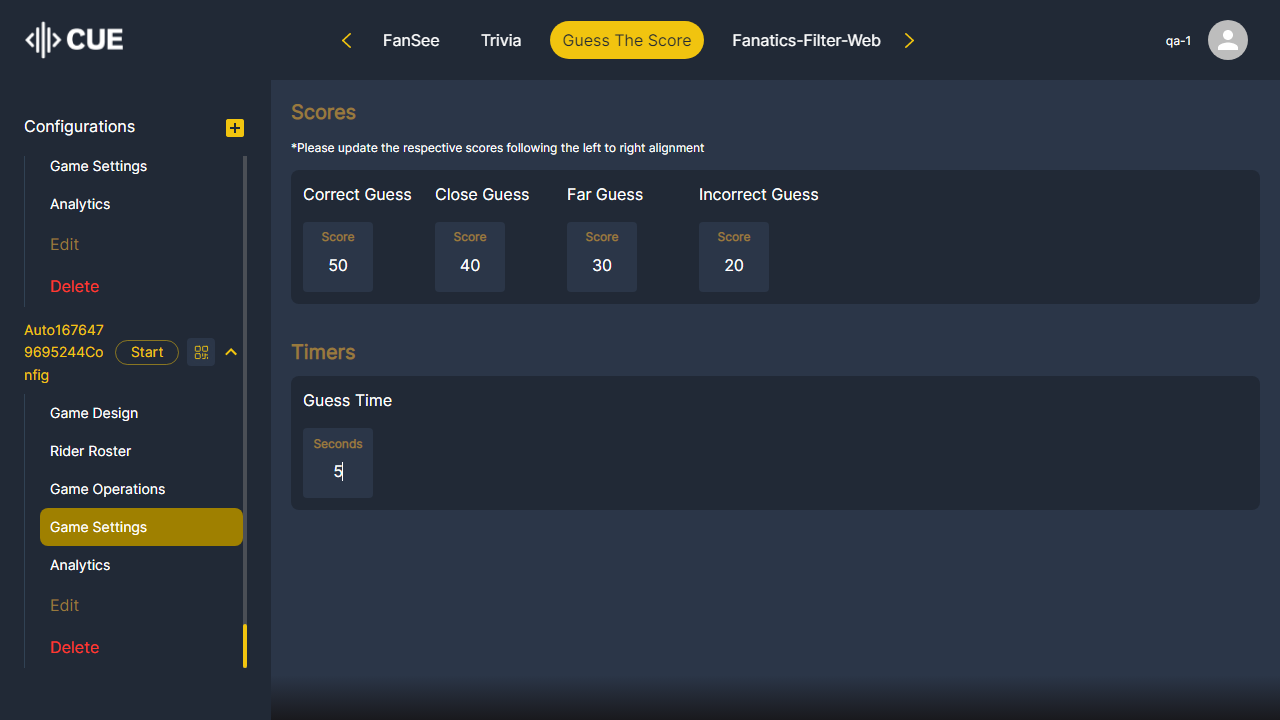 CUE
FanSee
Trivia
Guess The Score
Fanatics-Filter-Web
qa-1
Configurations
Game Settings
Analytics
Edit
Delete
Auto167647
9695244Co
nfig
Start
Game Design
Rider Roster
Game Operations
Game Settings
Analytics
Edit
Delete
Scores
*Please update the respective scores following the left to right alignment
Correct Guess
Close Guess
Far Guess
Incorrect Guess
Score
Score
Score
Score
50
40
30
20
Timers
Guess Time
Seconds
5